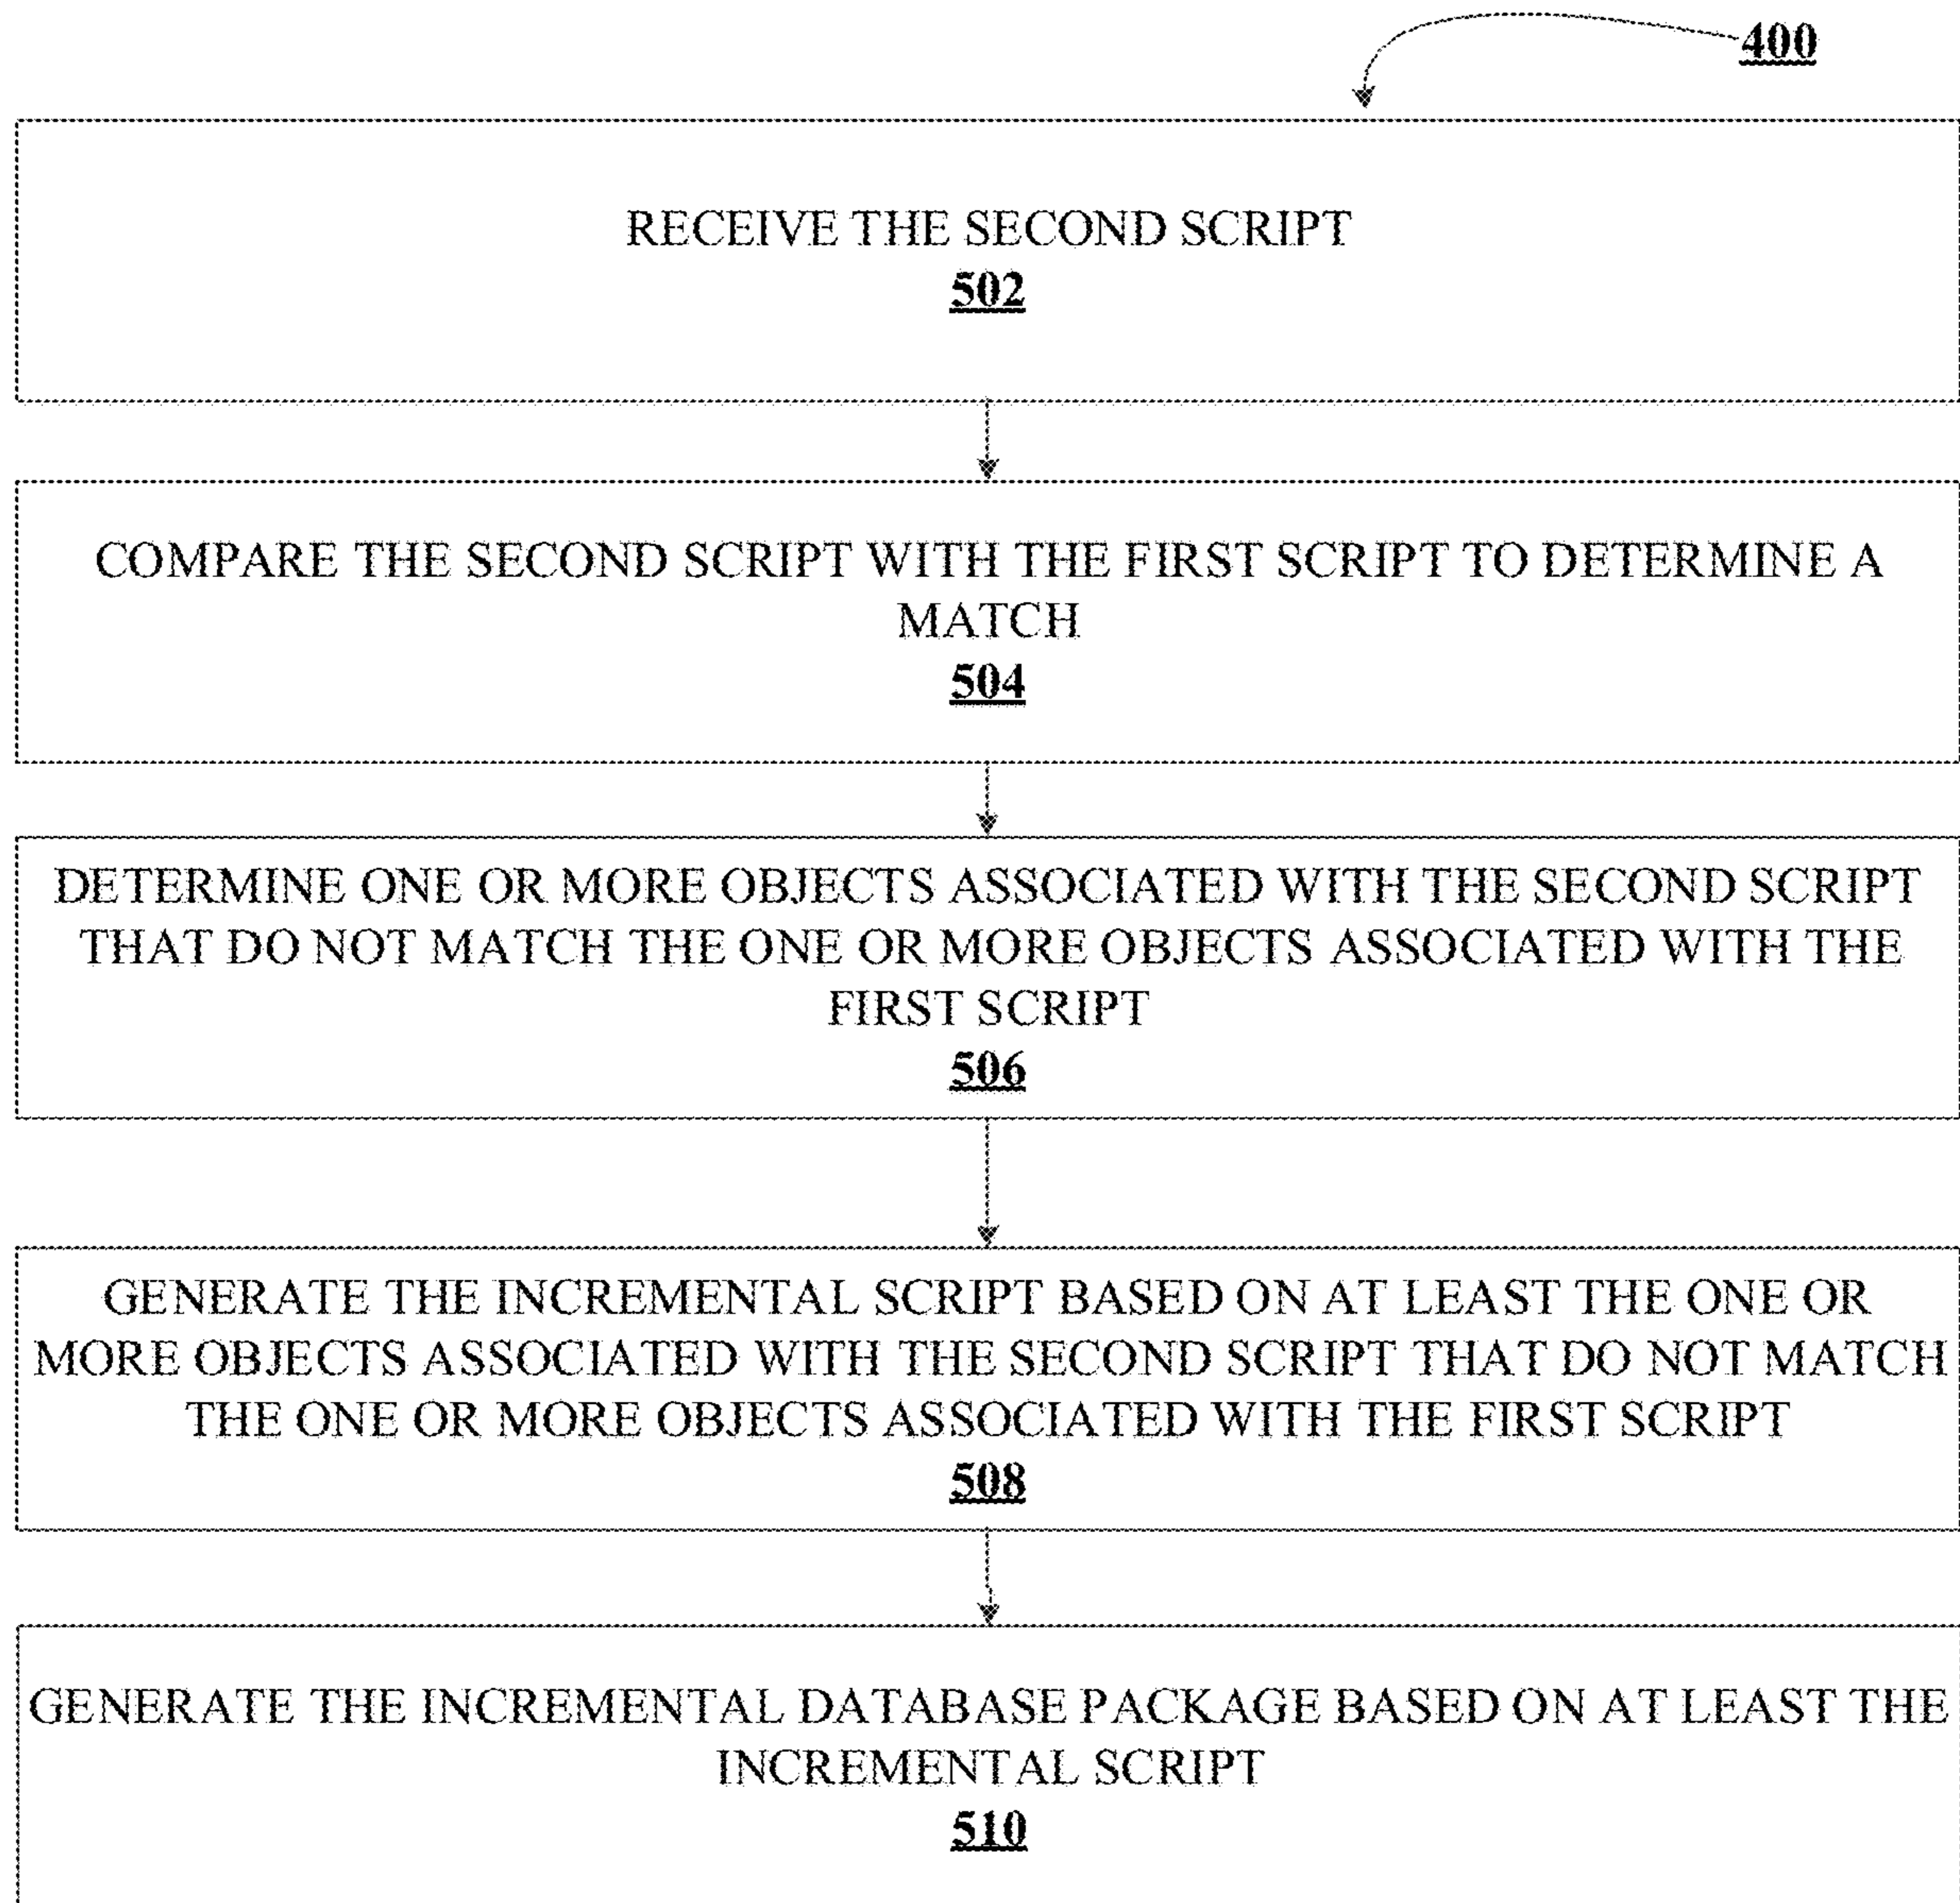 400
RECEIVE THE SECOND SCRIPT
502
COMPARE THE SECOND SCRIPT WITH THE FIRST SCRIPT TO DETERMINE A
MATCH
504
DETERMINE ONE OR MORE OBJECTS ASSOCIATED WITH THE SECOND SCRIPT
THAT DO NOT MATCH THE ONE OR MORE OBJECTS ASSOCIATED WITH THE
FIRST SCRIPT
506
GENERATE THE INCREMENTAL SCRIPT BASED ON AT LEAST THE ONE OR
MORE OBJECTS ASSOCIATED WITH THE SECOND SCRIPT THAT DO NOT MATCH
THE ONE OR MORE OBJECTS ASSOCIATED WITH THE FIRST SCRIPT
508
GENERATE THE INCREMENTAL DATABASE PACKAGE BASED ON AT LEAST THE
INCREMENTAL SCRIPT
510